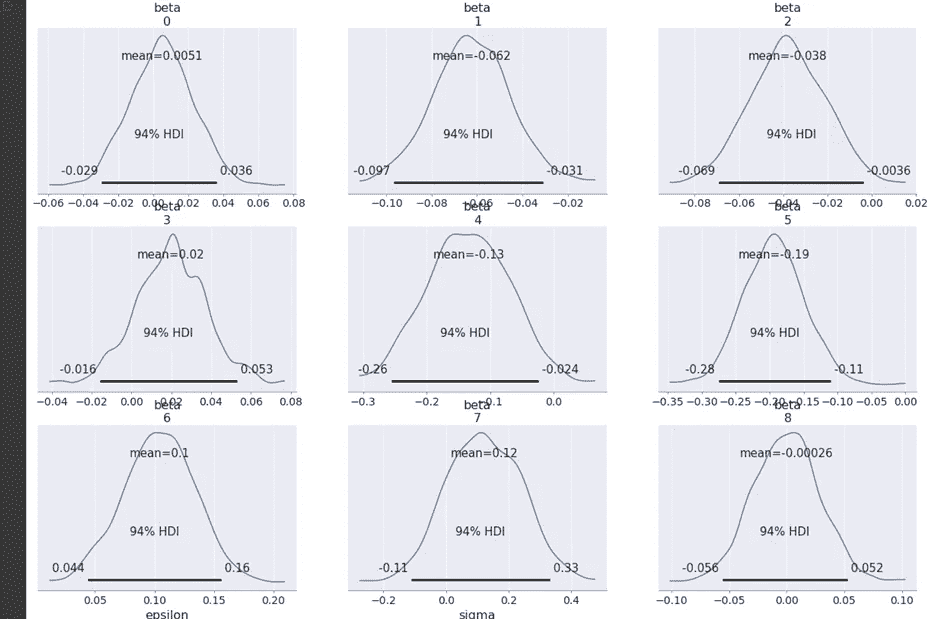 beta
0
mean=0.0051
94% HDI
-0.029 0.036
−0.06 −0.04 −0.02 0.00 0.02 0.04 0.06 0.08
beta
1
mean=-0.062
94% HDI
-0.097 -0.031
−0.10 −0.08 −0.06 −0.04 −0.02
beta
2
mean=-0.038
94% HDI
-0.069 -0.0036
−0.08 −0.06 −0.04 −0.02 0.00 0.02
beta
3
mean=0.02
94% HDI
-0.016 0.053
−0.04 −0.02 0.00 0.02 0.04 0.06 0.08
beta
4
mean=-0.13
94% HDI
-0.26 -0.024
−0.3 −0.2 −0.1 0.0
beta
5
mean=-0.19
94% HDI
-0.28 -0.11
−0.35 −0.30 −0.25 −0.20 −0.15 −0.10 −0.05 0.00
beta
6
mean=0.1
94% HDI
0.044 0.16
0.05 0.10 0.15 0.20
beta
7
mean=0.12
94% HDI
-0.11 0.33
−0.2 0.0 0.2 0.4
beta
8
mean=-0.00026
94% HDI
-0.056 0.052
−0.10 −0.05 0.00 0.05 0.10
epsilon
sigma